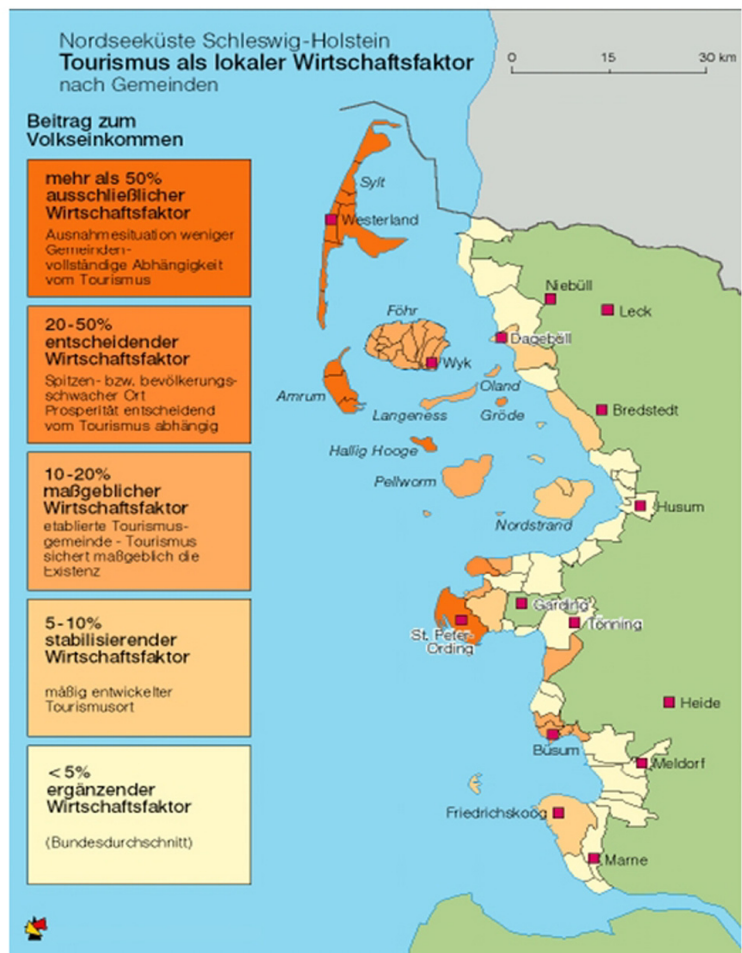 Nordseeküste Schleswig-Holstein
Tourismus als lokaler Wirtschaftsfaktor
nach Gemeinden
0 15 30 km
Beitrag zum
Volkseinkommen
mehr als 50%
ausschließlicher
Wirtschaftsfaktor
Ausnahmesituation weniger
Gemeinden-
vollständige Abhängigkeit
vom Tourismus
20-50%
entscheidender
Wirtschaftsfaktor
Spitzen- bzw. bevölkerungs-
schwacher Ort
Prosperität entscheidend
vom Tourismus abhängig
10-20%
maßgeblicher
Wirtschaftsfaktor
etablierte Tourismus-
gemeinde - Tourismus
sichert maßgeblich die
Existenz
5-10%
stabilisierender
Wirtschaftsfaktor
mäßig entwickelter
Tourismusort
<5%
ergänzender
Wirtschaftsfaktor
(Bundesdurchschnitt)
Sylt
Westerland
Niebüll
Leck
Föhr
Dagebüll
Wyk
Oland
Amrum
Langeness
Gröde
Bredstedt
Hallig Hooge
Pellworm
Nordstrand
Husum
Garding
Tönning
St. Peter-
Ording
Heide
Büsum
Meldorf
Friedrichskoog
Marne